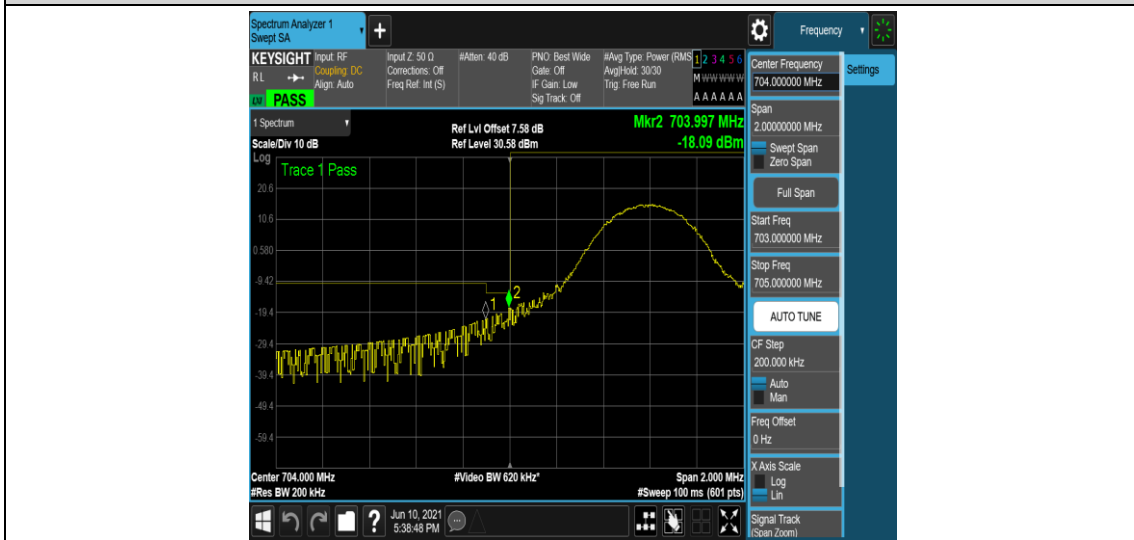 Spectrum Analyzer 1
Swept SA
+
Frequency
KEYSIGHT
Input: RF
Coupling: DC
Align: Auto
Input Z: 50 Ω
Corrections: Off
Freq Ref: Int (S)
#Atten: 40 dB
PNO: Best Wide
Gate: Off
IF Gain: Low
Sig Track: Off
#Avg Type: Power (RMS
Avg|Hold: 30/30
Trig: Free Run
1 2 3 4 5 6
M W W W W W
A A A A A A
R L
LXI
PASS
1 Spectrum
Scale/Div 10 dB
Ref Lvl Offset 7.58 dB
Ref Level 30.58 dBm
Mkr2 703.997 MHz
-18.09 dBm
Log
Trace 1 Pass
20.6
10.6
0.580
-9.42
-19.4
-29.4
-39.4
-49.4
-59.4
1
2
Center 704.000 MHz
#Video BW 620 kHz*
Span 2.000 MHz
#Res BW 200 kHz
#Sweep 100 ms (601 pts)
Center Frequency
704.000000 MHz
Settings
Span
2.00000000 MHz
Swept Span
Zero Span
Full Span
Start Freq
703.000000 MHz
Stop Freq
705.000000 MHz
AUTO TUNE
CF Step
200.000 kHz
Auto
Man
Freq Offset
0 Hz
X Axis Scale
Log
Lin
Signal Track
(Span Zoom)
?
Jun 10, 2021
5:38:48 PM